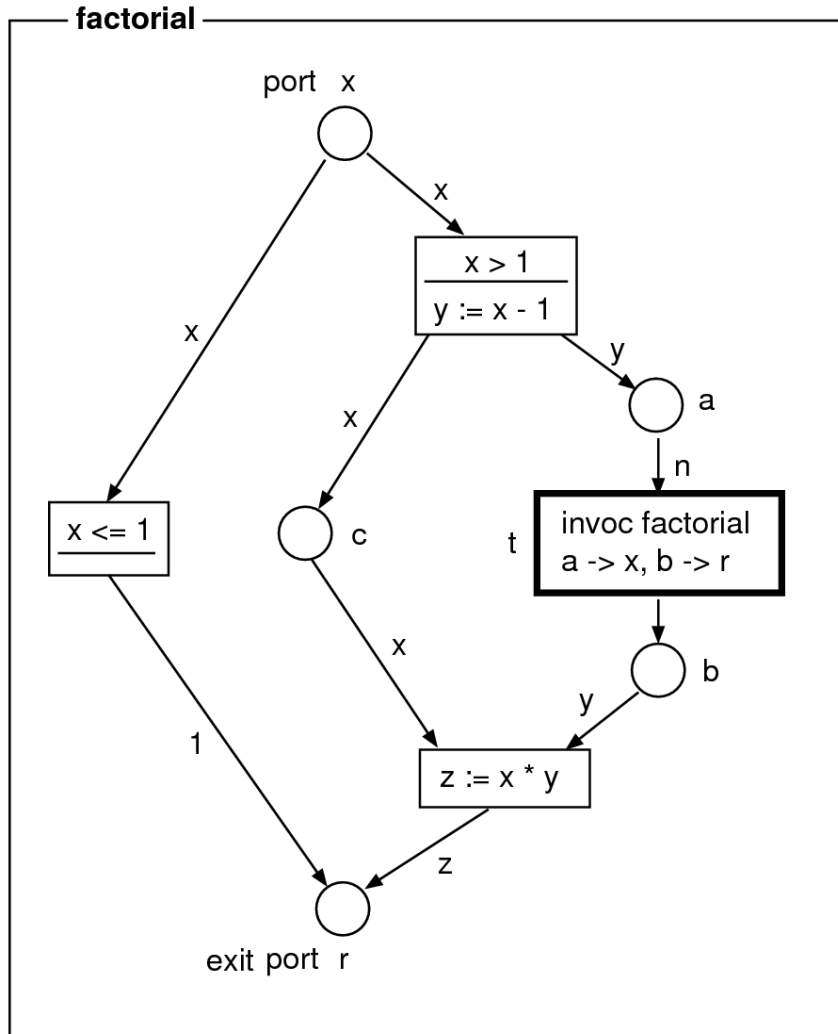 factorial
port x
x
x > 1
y := x - 1
x
y
a
x
n
x <= 1
c
t
invoc factorial
a -> x, b -> r
x
b
y
1
z := x * y
z
exit port r